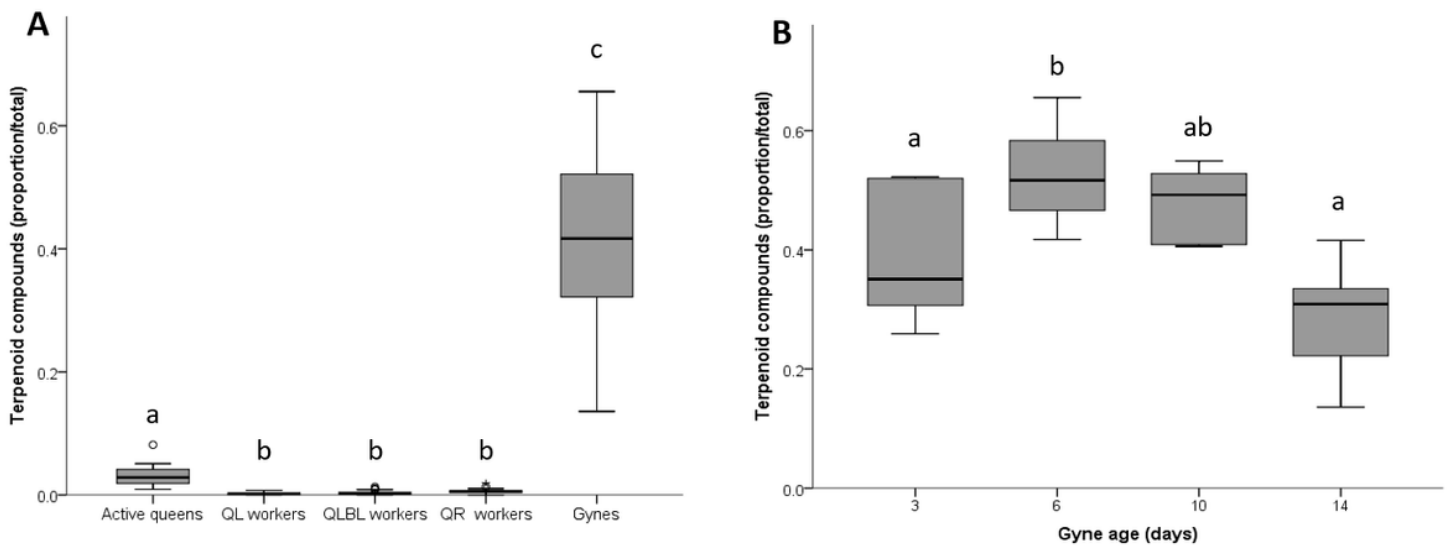 A
Terpenoid compounds (proportion/total)
0.6
0.4
0.2
0.0
a
b
b
b
c
Active queens QL workers QLBL workers QR workers Gynes
B
Terpenoid compounds (proportion/total)
0.6
0.4
0.2
0.0
a
b
ab
a
3 6 10 14
Gyne age (days)